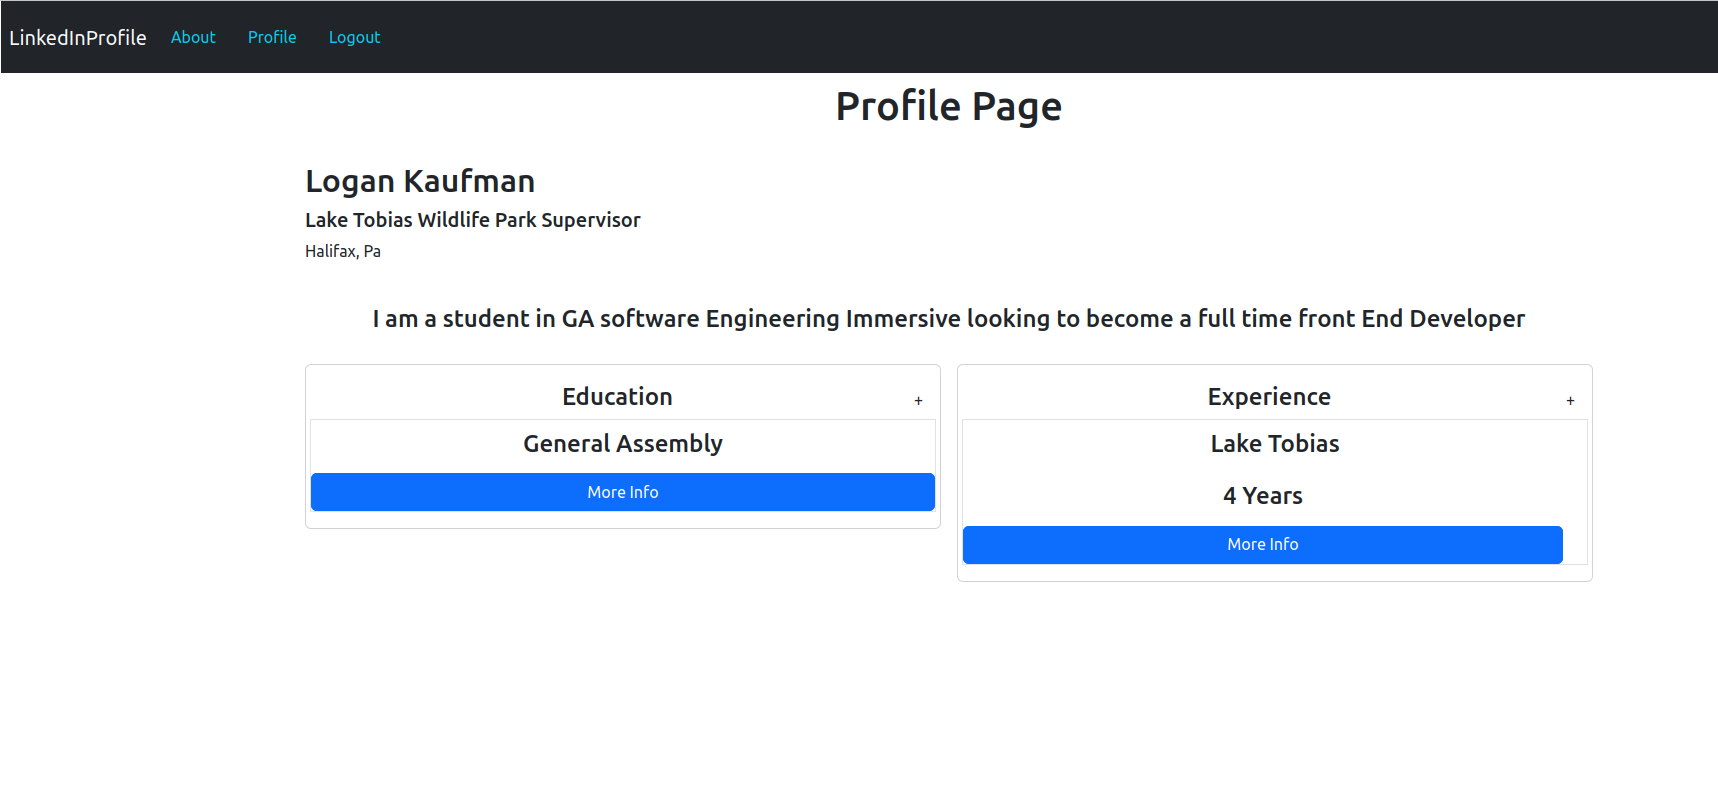 LinkedInProfile About Profile Logout
Profile Page
Logan Kaufman
Lake Tobias Wildlife Park Supervisor
Halifax, Pa
I am a student in GA software Engineering Immersive looking to become a full time front End Developer
Education +
General Assembly
More Info
Experience +
Lake Tobias
4 Years
More Info